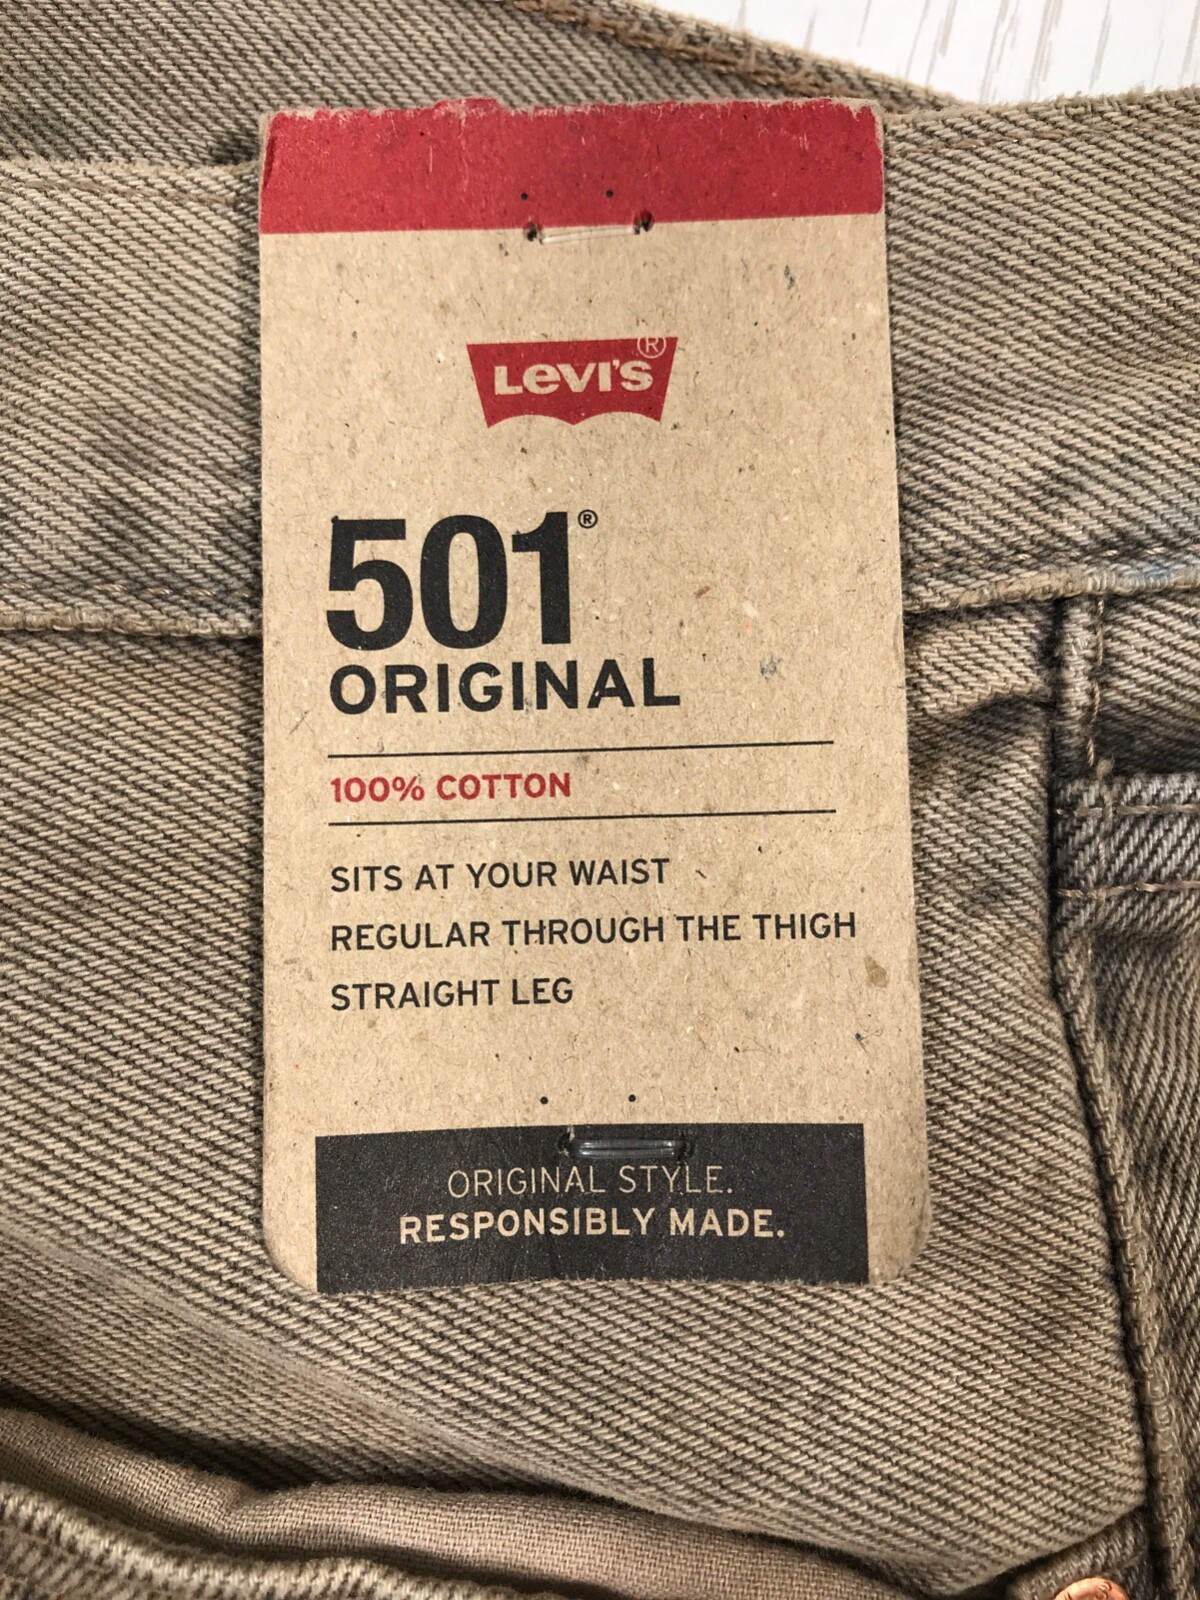 LEVI'S®
501®
ORIGINAL
100% COTTON
SITS AT YOUR WAIST
REGULAR THROUGH THE THIGH
STRAIGHT LEG
ORIGINAL STYLE.
RESPONSIBLY MADE.